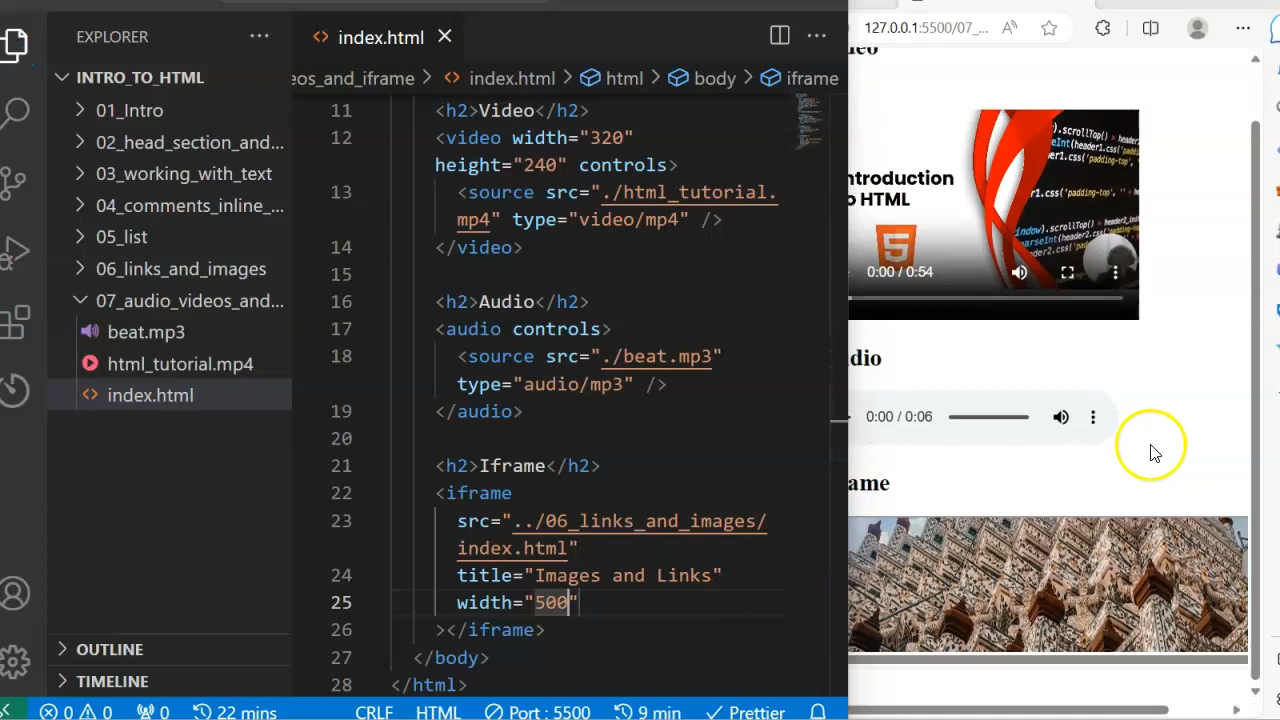 EXPLORER
INTRO_TO_HTML
01_Intro
02_head_section_and...
03_working_with_text
04_comments_inline_...
05_list
06_links_and_images
07_audio_videos_and...
beat.mp3
html_tutorial.mp4
index.html
OUTLINE
TIMELINE
index.html
eos_and_iframe > index.html > html > body > iframe
11 <h2>Video</h2>
12 <video width="320"
height="240" controls>
13 <source src="./html_tutorial.
mp4" type="video/mp4" />
14 </video>
15
16 <h2>Audio</h2>
17 <audio controls>
18 <source src="./beat.mp3"
type="audio/mp3" />
19 </audio>
20
21 <h2>Iframe</h2>
22 <iframe
23 src="../06_links_and_images/
index.html"
24 title="Images and Links"
25 width="500"
26 ></iframe>
27 </body>
28 </html>
0 0 0 22 mins CRLF HTML Port : 5500 9 min Prettier
127.0.0.1:5500/07_...
eo
ntroduction
o HTML
5
0:00 / 0:54
dio
0:00 / 0:06
ame